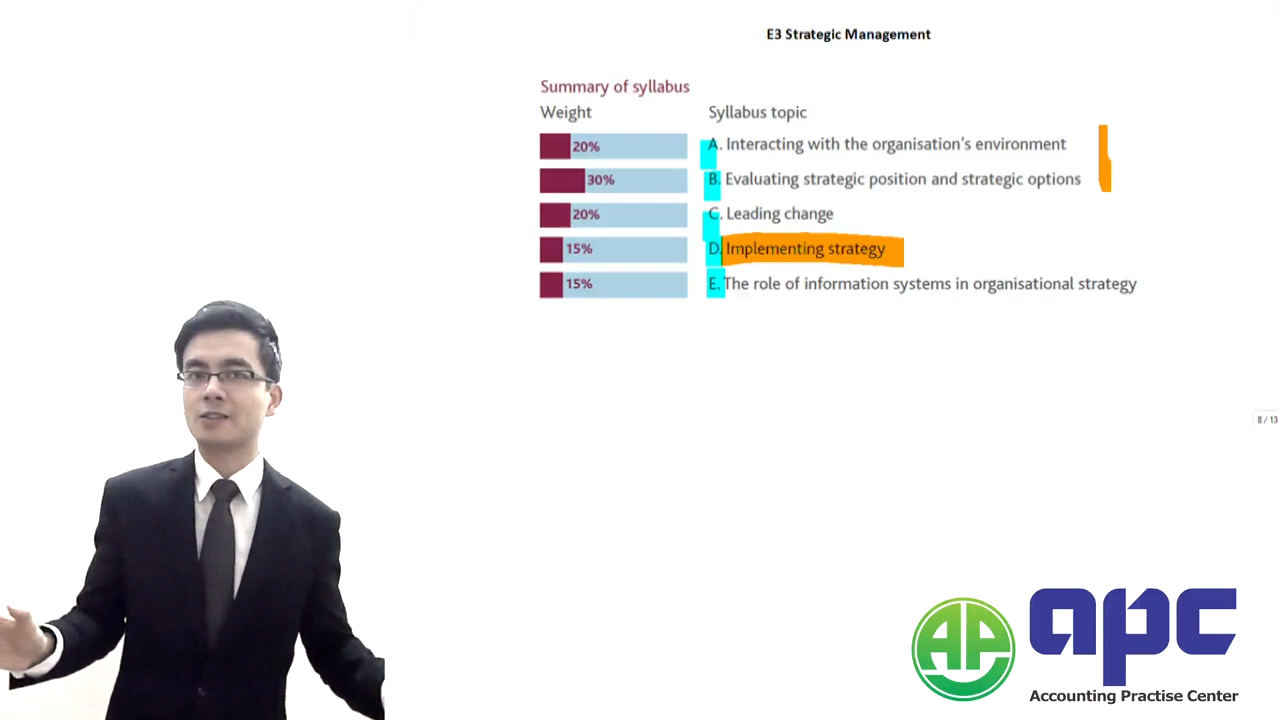 E3 Strategic Management
Summary of syllabus
Weight Syllabus topic
20% A. Interacting with the organisation's environment
30% B. Evaluating strategic position and strategic options
20% C. Leading change
15% D. Implementing strategy
15% E. The role of information systems in organisational strategy
8 / 13
AP
apc
Accounting Practise Center